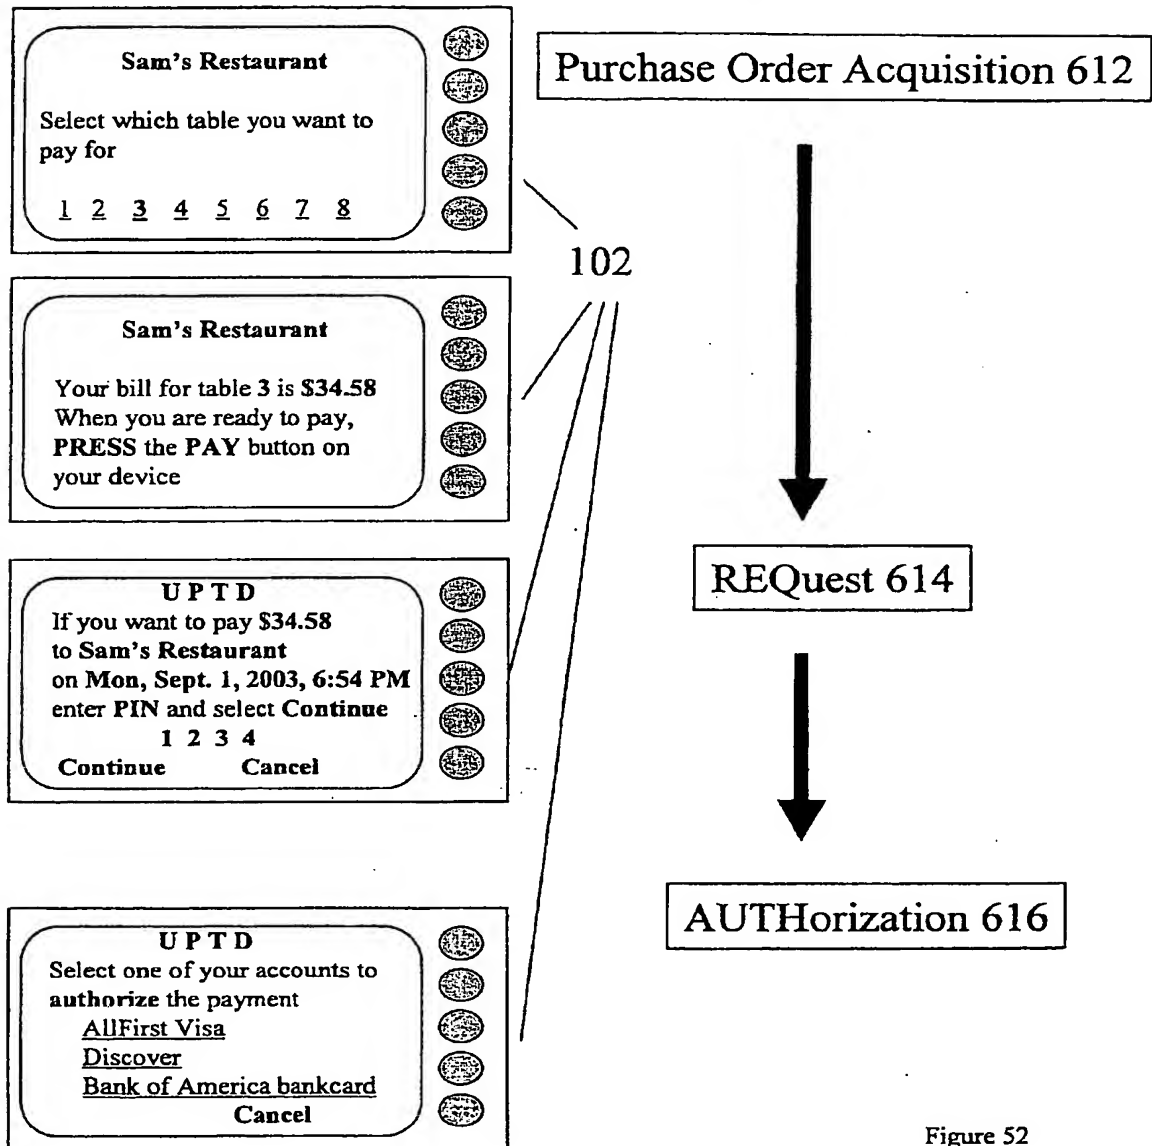 Sam's Restaurant
Select which table you want to
pay for
1 2 3 4 5 6 7 8
Purchase Order Acquisition 612
102
Sam's Restaurant
Your bill for table 3 is $34.58
When you are ready to pay,
PRESS the PAY button on
your device
REQuest 614
U P T D
If you want to pay $34.58
to Sam's Restaurant
on Mon, Sept. 1, 2003, 6:54 PM
enter PIN and select Continue
1 2 3 4
Continue Cancel
AUTHorization 616
U P T D
Select one of your accounts to
authorize the payment
AllFirst Visa
Discover
Bank of America bankcard
Cancel
Figure 52